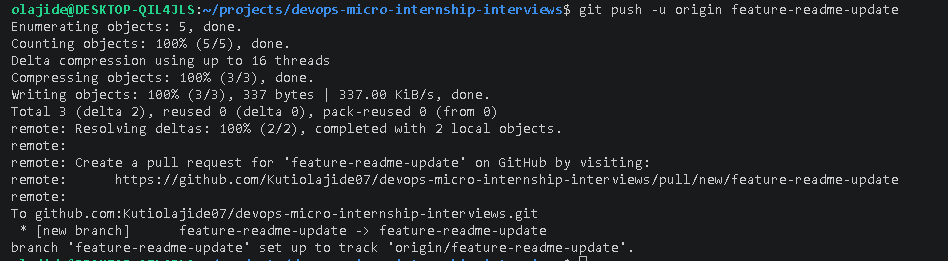 olajide@DESKTOP-QIL4JLS:~/projects/devops-micro-internship-interviews$ git push -u origin feature-readme-update
Enumerating objects: 5, done.
Counting objects: 100% (5/5), done.
Delta compression using up to 16 threads
Compressing objects: 100% (3/3), done.
Writing objects: 100% (3/3), 337 bytes | 337.00 KiB/s, done.
Total 3 (delta 2), reused 0 (delta 0), pack-reused 0 (from 0)
remote: Resolving deltas: 100% (2/2), completed with 2 local objects.
remote:
remote: Create a pull request for 'feature-readme-update' on GitHub by visiting:
remote:      https://github.com/Kutiolajide07/devops-micro-internship-interviews/pull/new/feature-readme-update
remote:
To github.com:Kutiolajide07/devops-micro-internship-interviews.git
 * [new branch]      feature-readme-update -> feature-readme-update
branch 'feature-readme-update' set up to track 'origin/feature-readme-update'.